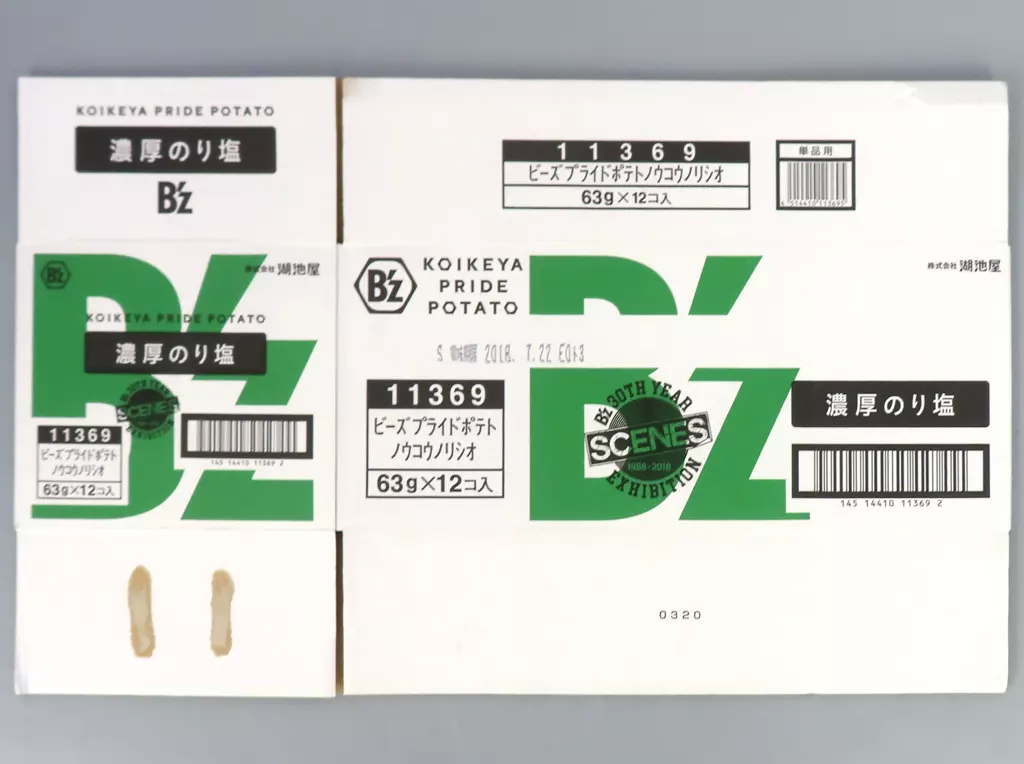 KOIKEYA PRIDE POTATO
濃厚のり塩
B'z
11369
ビーズプライドポテトノウコウノリシオ
63g×12コ入
単品用
B'z
株式会社 湖池屋
KOIKEYA PRIDE POTATO
濃厚のり塩
B'z 30TH YEAR
SCENES
EXHIBITION
11369
ビーズプライドポテト
ノウコウノリシオ
63g×12コ入
145 14410 11369 2
B'z
B'z
KOIKEYA
PRIDE
POTATO
株式会社 湖池屋
2018. 7.22
11369
ビーズプライドポテト
ノウコウノリシオ
63g×12コ入
B'z
B'z 30TH YEAR
SCENES
1988-2018
EXHIBITION
濃厚のり塩
145 14410 11369 2
0320